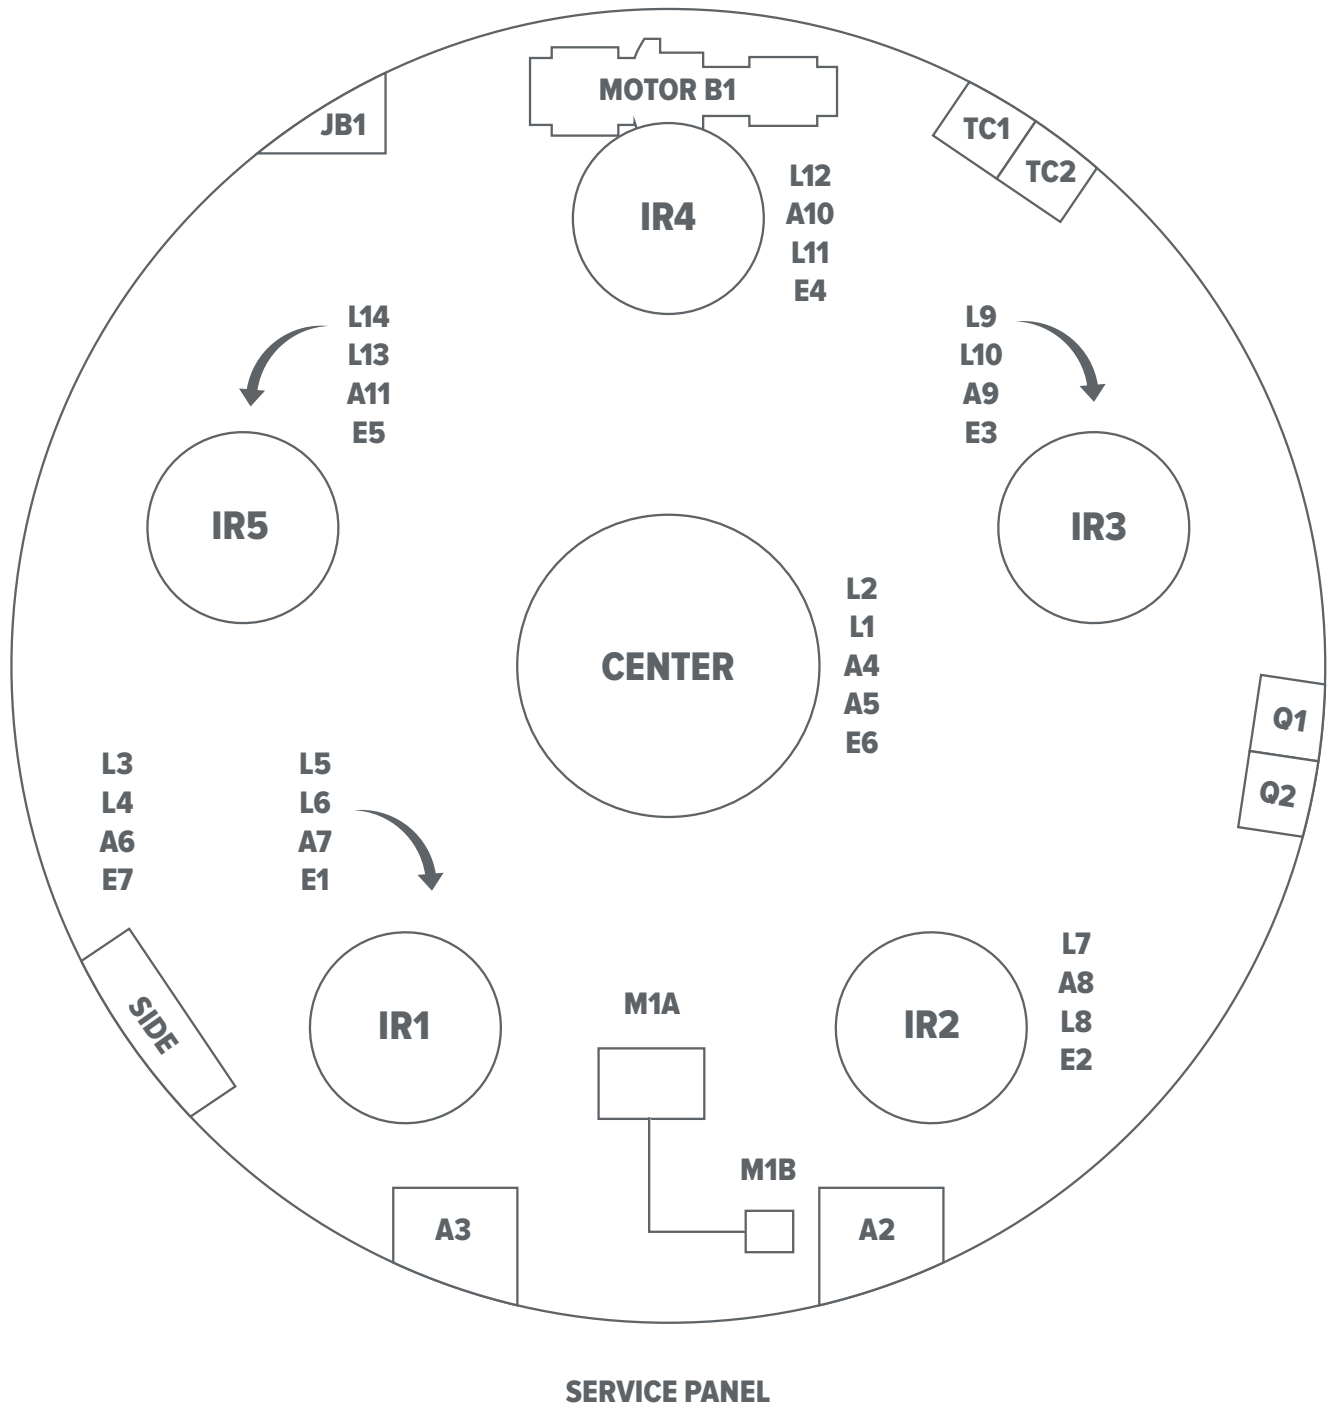 MOTOR B1
JB1
TC1
TC2
IR4
L12
A10
L11
E4
L14
L13
A11
E5
L9
L10
A9
E3
IR5
IR3
CENTER
L2
L1
A4
A5
E6
Q1
Q2
L3
L4
A6
E7
L5
L6
A7
E1
SIDE
IR1
M1A
IR2
L7
A8
L8
E2
M1B
A3
A2
SERVICE PANEL